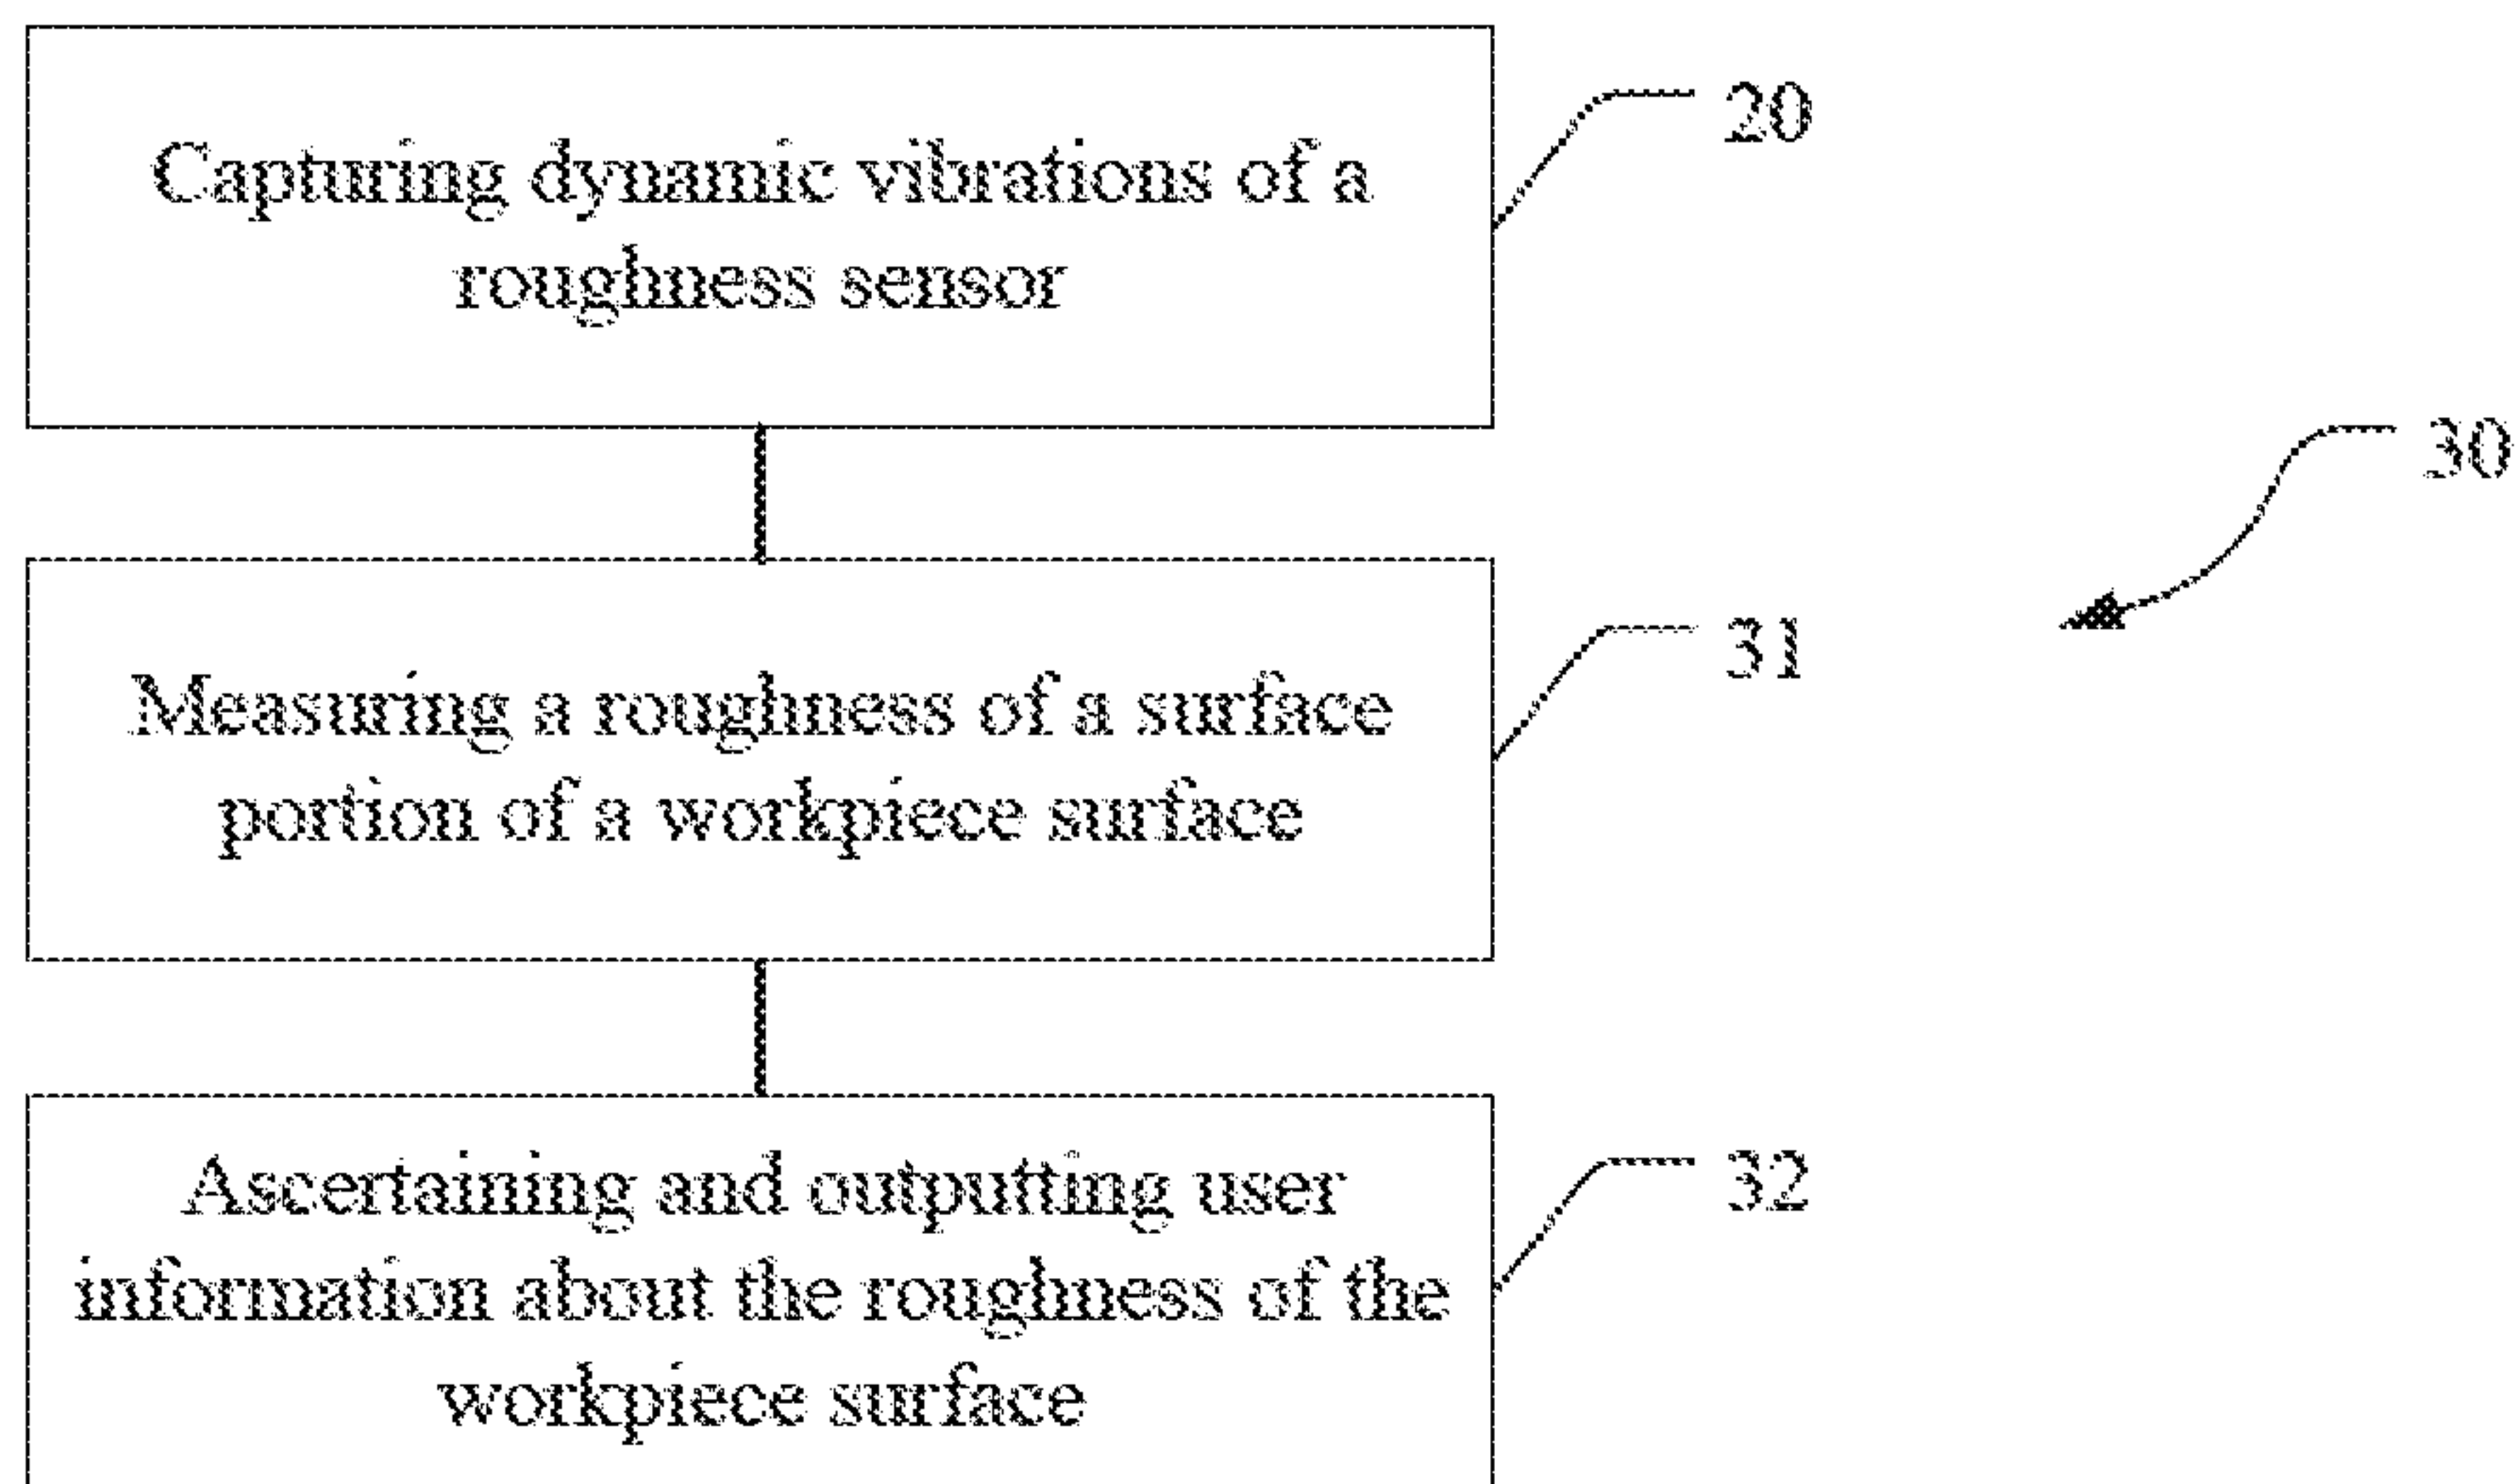 Capturing dynamic vibrations of a
roughness sensor
20
30
Measuring a roughness of a surface
portion of a workpiece surface
31
Ascertaining and outputting user
information about the roughness of the
workpiece surface
32